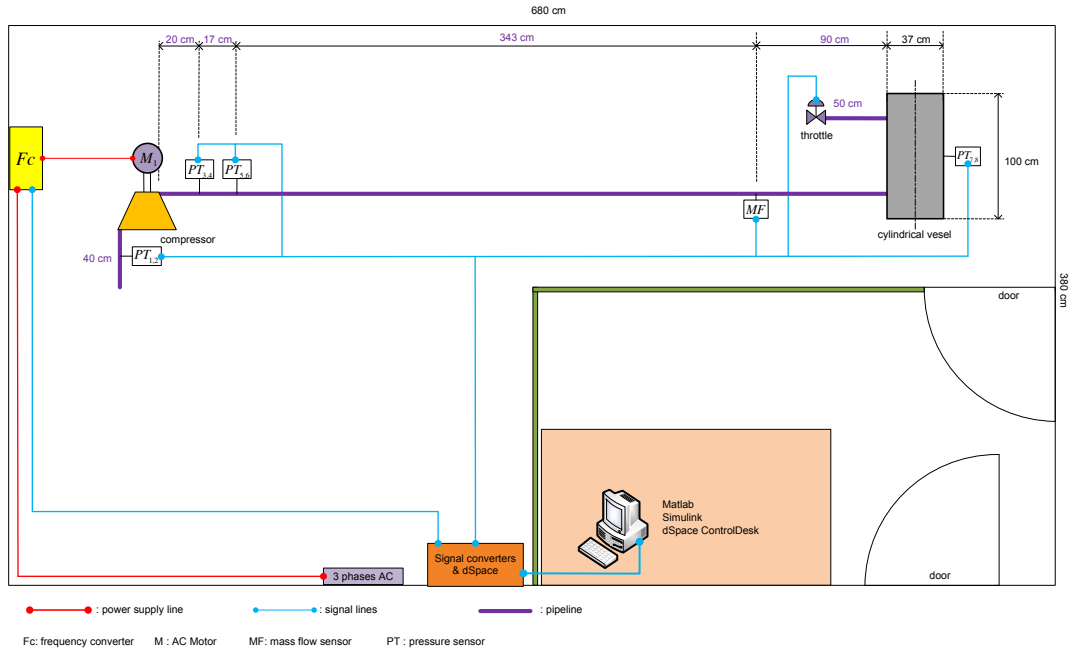 680 cm
20 cm
17 cm
343 cm
90 cm
37 cm
50 cm
throttle
Fc
M1
PT3,4
PT5,6
PT7,8
100 cm
MF
cylindrical vesel
compressor
PT1,2
40 cm
380 cm
door
Matlab
Simulink
dSpace ControlDesk
Signal converters
& dSpace
3 phases AC
door
: power supply line
: signal lines
: pipeline
Fc: frequency converter
M : AC Motor
MF: mass flow sensor
PT : pressure sensor